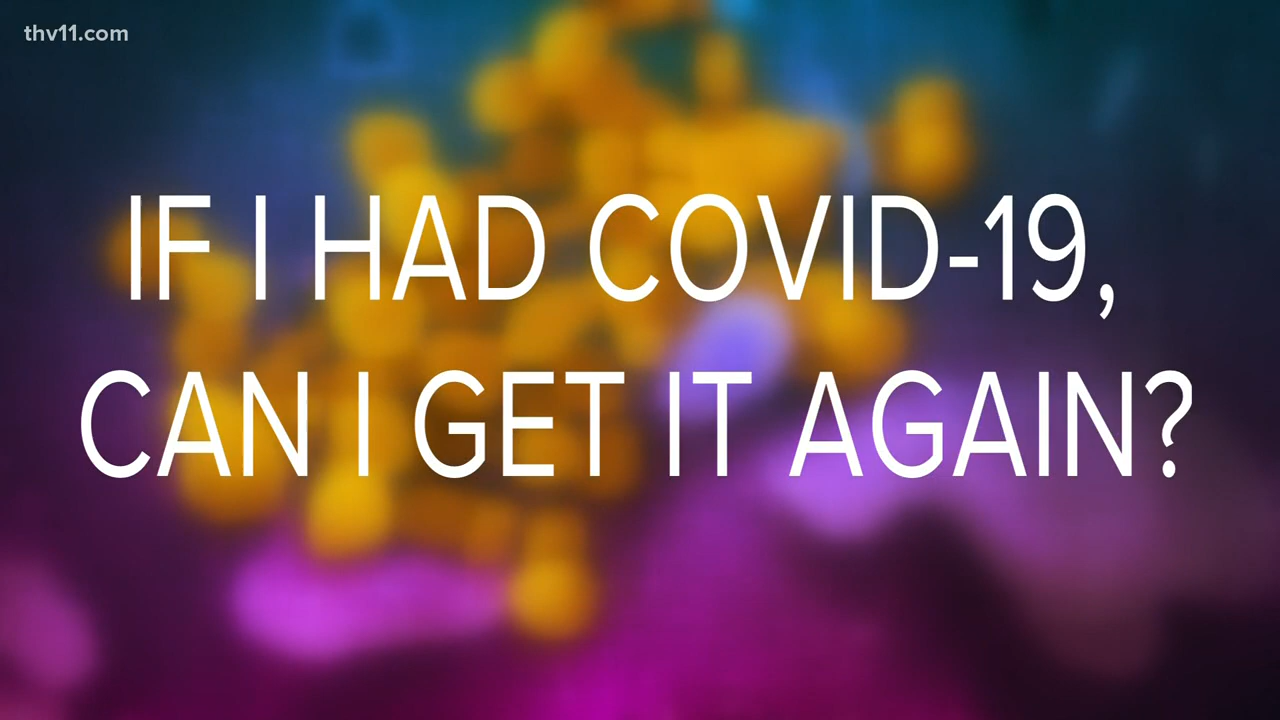 thv11.com
IF I HAD COVID-19,
CAN I GET IT AGAIN?